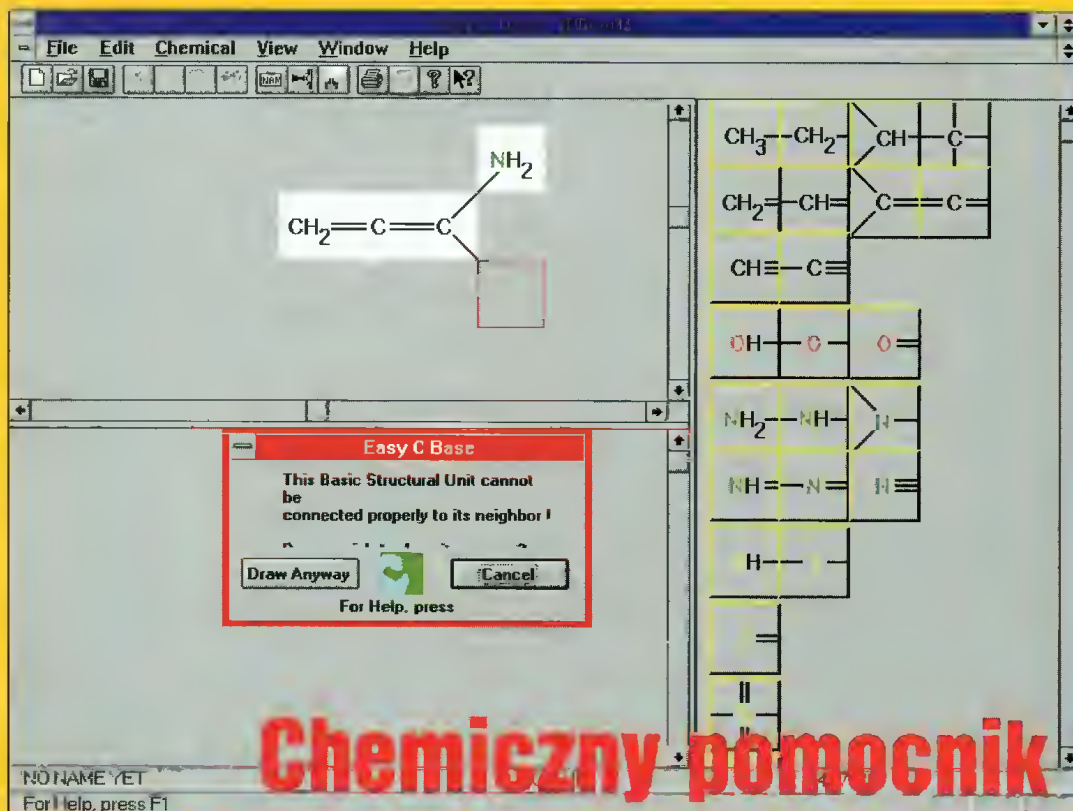 File Edit Chemical View Window Help
NAM
NH2
CH2 C C
CH3 CH2 CH C
CH2 CH C C
CH C
OH O O
NH2 NH N
NH N N
H
Easy C Base
This Basic Structural Unit cannot
be
connected properly to its neighbor !
Draw Anyway Cancel
For Help, press
Chemiczny pomocnik
NO NAME YET
For Help, press F1